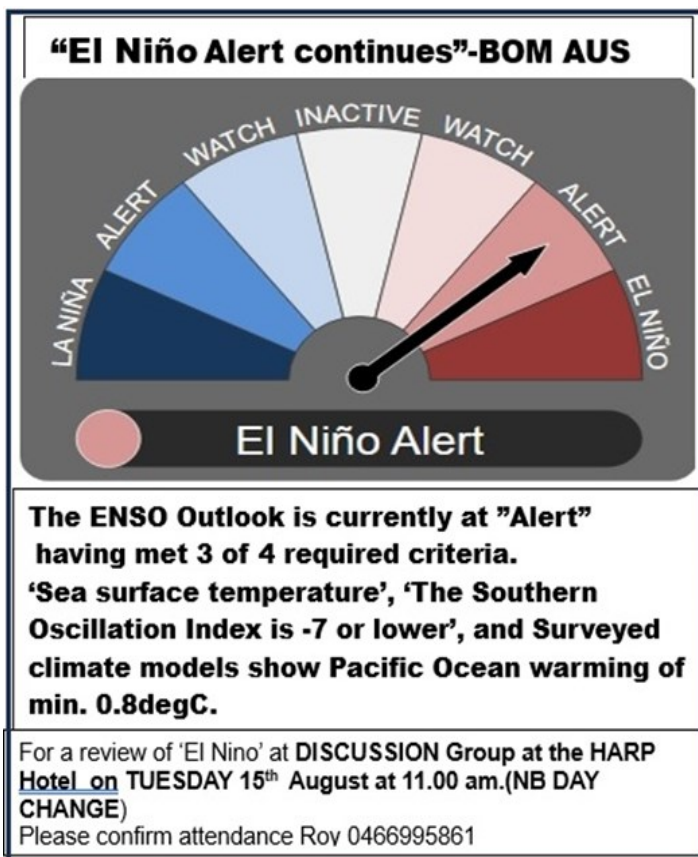 “El Niño Alert continues”-BOM AUS
LA NIÑA
ALERT
WATCH
INACTIVE
WATCH
ALERT
EL NIÑO
El Niño Alert
The ENSO Outlook is currently at ”Alert”
having met 3 of 4 required criteria.
‘Sea surface temperature’, ‘The Southern
Oscillation Index is -7 or lower’, and Surveyed
climate models show Pacific Ocean warming of
min. 0.8degC.
For a review of ‘El Nino’ at DISCUSSION Group at the HARP
Hotel on TUESDAY 15th August at 11.00 am.(NB DAY
CHANGE)
Please confirm attendance Roy 0466995861